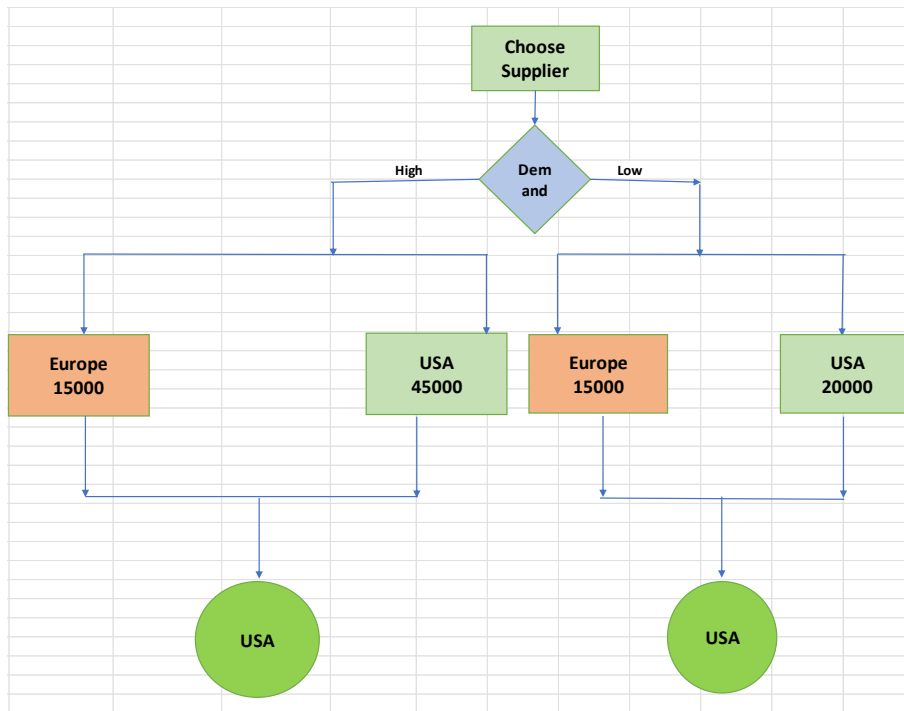 Choose
Supplier
High
Dem
and
Low
Europe
15000
USA
45000
Europe
15000
USA
20000
USA
USA